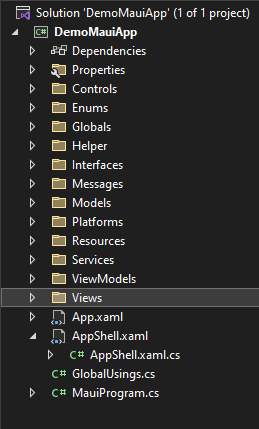 Solution 'DemoMauiApp' (1 of 1 project)
C# DemoMauiApp
Dependencies
Properties
Controls
Enums
Globals
Helper
Interfaces
Messages
Models
Platforms
Resources
Services
ViewModels
Views
App.xaml
AppShell.xaml
C# AppShell.xaml.cs
C# GlobalUsings.cs
C# MauiProgram.cs